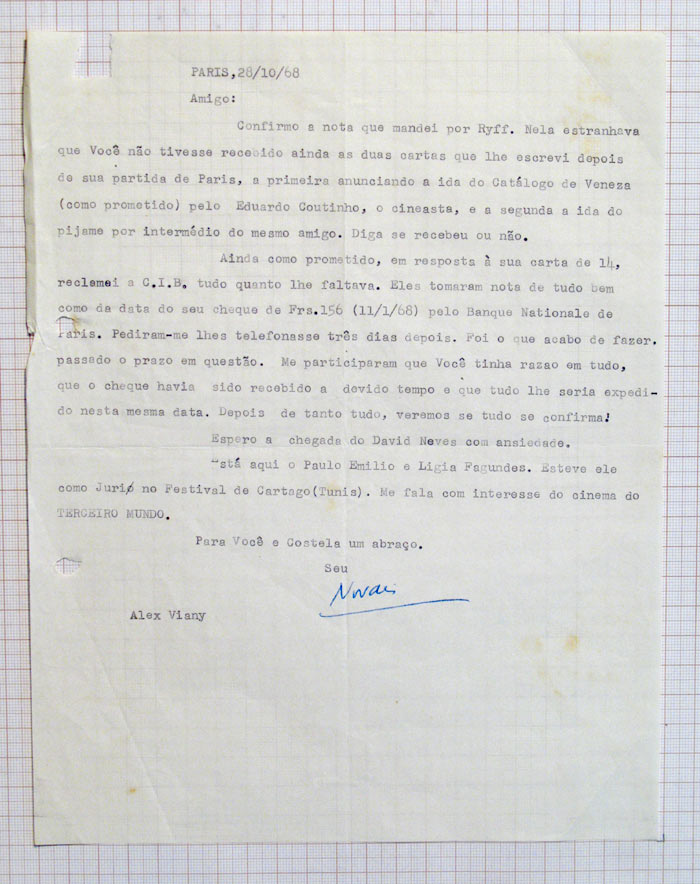 PARIS,28/10/68
Amigo:
Confirmo a nota que mandei por Ryff. Nela estranhava
que Você não tivesse recebido ainda as duas cartas que lhe escrevi depois
de sua partida de Paris, a primeira anunciando a ida do Catálogo de Veneza
(como prometido) pelo Eduardo Coutinho, o cineasta, e a segunda a ida do
pijame por intermédio do mesmo amigo. Diga se recebeu ou não.
Ainda como prometido, em resposta à sua carta de 14,
reclamei a C.I.B. tudo quanto lhe faltava. Eles tomaram nota de tudo bem
como da data do seu cheque de Frs.156 (11/1/68) pelo Banque Nationale de
Paris. Pediram-me lhes telefonasse três dias depois. Foi o que acabo de fazer.
passado o prazo em questão. Me participaram que Você tinha razao em tudo,
que o cheque havia sido recebido a devido tempo e que tudo lhe seria expedi-
do nesta mesma data. Depois de tanto tudo, veremos se tudo se confirma!
Espero a chegada do David Neves com ansiedade.
Está aqui o Paulo Emilio e Ligia Fagundes. Esteve ele
como Juri no Festival de Cartago(Tunis). Me fala com interesse do cinema do
TERCEIRO MUNDO.
Para Você e Costela um abraço.
Seu
Novais
Alex Viany